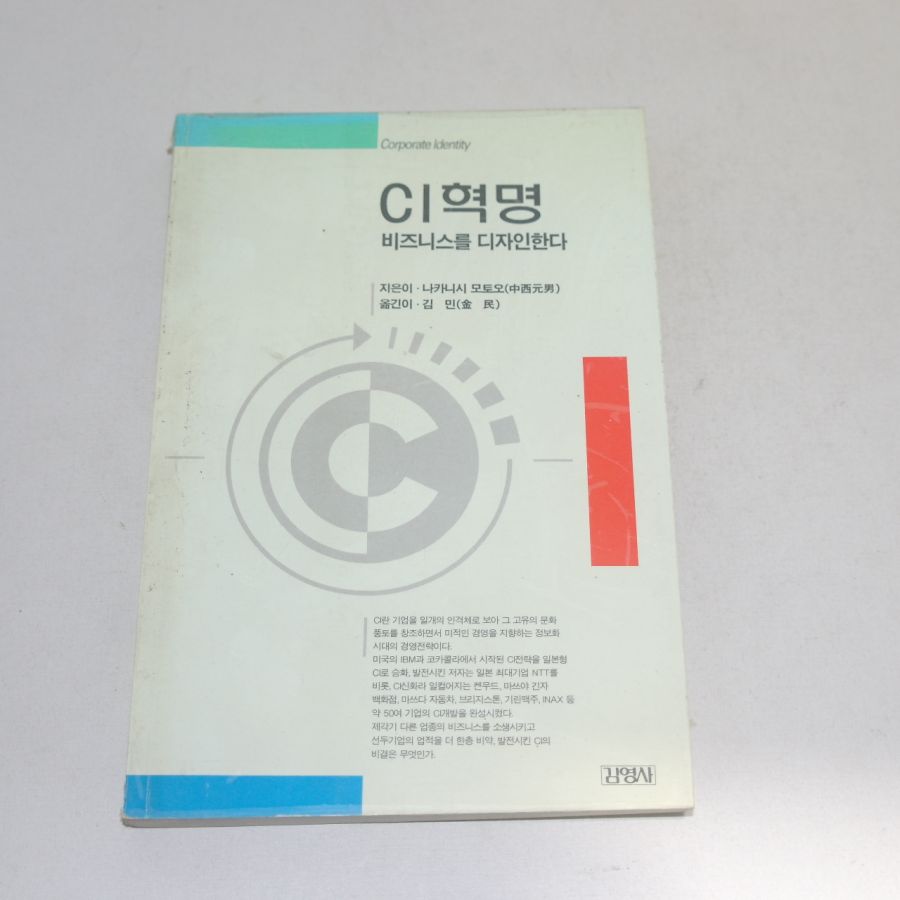 Corporate Identity
CI혁명
비즈니스를 디자인한다
지은이 · 나카니시 모토오(中西元男)
옮긴이 · 김 민(金 民)
CI란 기업을 일개의 인격체로 보아 그 고유의 문화
풍토를 창조하면서 미적인 경영을 지향하는 정보화
시대의 경영전략이다.
미국의 IBM과 코카콜라에서 시작된 CI전략을 일본형
CI로 승화, 발전시킨 저자는 일본 최대기업 NTT를
비롯, CI신화라 일컬어지는 켄우드, 마쓰야 긴자
백화점, 마쓰다 자동차, 브리지스톤, 기린맥주, INAX 등
약 50여 기업의 CI개발을 완성시켰다.
제각기 다른 업종의 비즈니스를 소생시키고
선두기업의 업적을 더 한층 비약, 발전시킨 CI의
비결은 무엇인가.
김영사